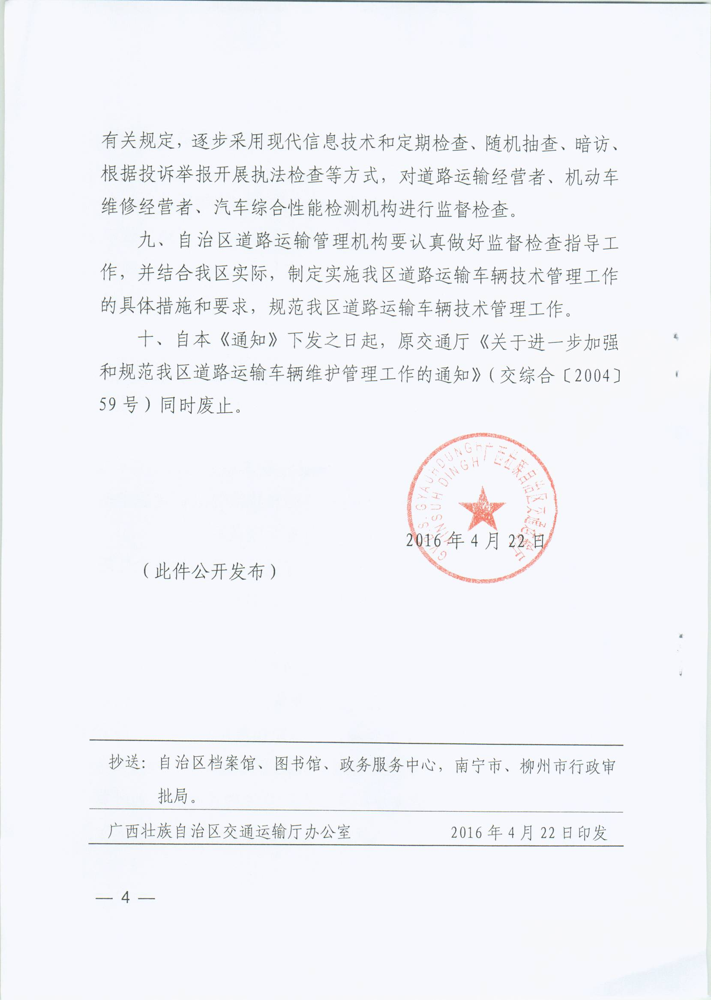 有关规定，逐步采用现代信息技术和定期检查、随机抽查、暗访、
根据投诉举报开展执法检查等方式，对道路运输经营者、机动车
维修经营者、汽车综合性能检测机构进行监督检查。
九、自治区道路运输管理机构要认真做好监督检查指导工
作，并结合我区实际，制定实施我区道路运输车辆技术管理工作
的具体措施和要求，规范我区道路运输车辆技术管理工作。
十、自本《通知》下发之日起，原交通厅《关于进一步加强
和规范我区道路运输车辆维护管理工作的通知》（交综合〔2004〕
59号）同时废止。
GVB.S. GYAUHDUNGH
YINSUH DINGH
广西壮族自治区交通运输厅
2016年4月22日
（此件公开发布）
抄送：自治区档案馆、图书馆、政务服务中心，南宁市、柳州市行政审
批局。
广西壮族自治区交通运输厅办公室 2016年4月22日印发
— 4 —